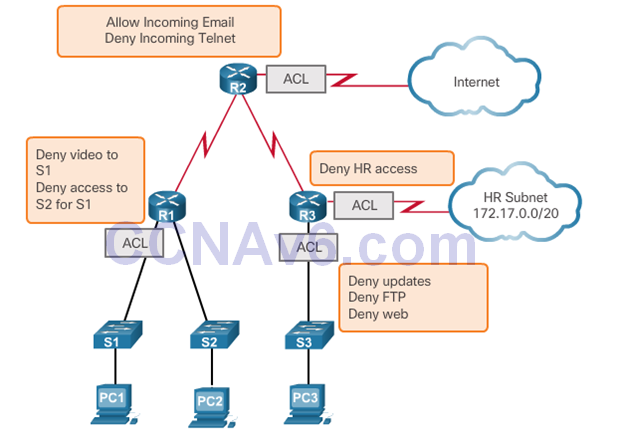 Allow Incoming Email
Deny Incoming Telnet
ACL
R2
Internet
Deny video to
S1
Deny access to
S2 for S1
Deny HR access
R1
R3
ACL
HR Subnet
172.17.0.0/20
ACL
ACL
CCNAv6.com
Deny updates
Deny FTP
Deny web
S1
S2
S3
PC1
PC2
PC3